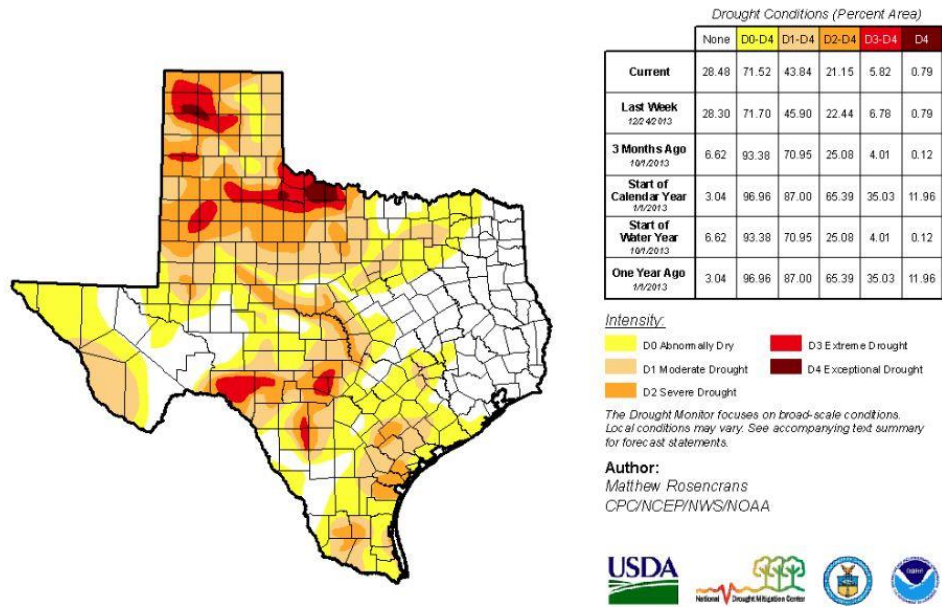 Drought Conditions (Percent Area)
None D0-D4 D1-D4 D2-D4 D3-D4 D4
Current 28.48 71.52 43.84 21.15 5.82 0.79
Last Week 28.30 71.70 45.90 22.44 6.78 0.79
12/24/2013
3 Months Ago 6.62 93.38 70.95 25.08 4.01 0.12
10/1/2013
Start of
Calendar Year 3.04 96.96 87.00 65.39 35.03 11.96
1/1/2013
Start of
Water Year 6.62 93.38 70.95 25.08 4.01 0.12
10/1/2013
One Year Ago 3.04 96.96 87.00 65.39 35.03 11.96
1/1/2013
Intensity:
D0 Abnormally Dry D3 Extreme Drought
D1 Moderate Drought D4 Exceptional Drought
D2 Severe Drought
The Drought Monitor focuses on broad-scale conditions.
Local conditions may vary. See accompanying text summary
for forecast statements.
Author:
Matthew Rosencrans
CPC/NCEP/NWS/NOAA
USDA
National Drought Mitigation Center